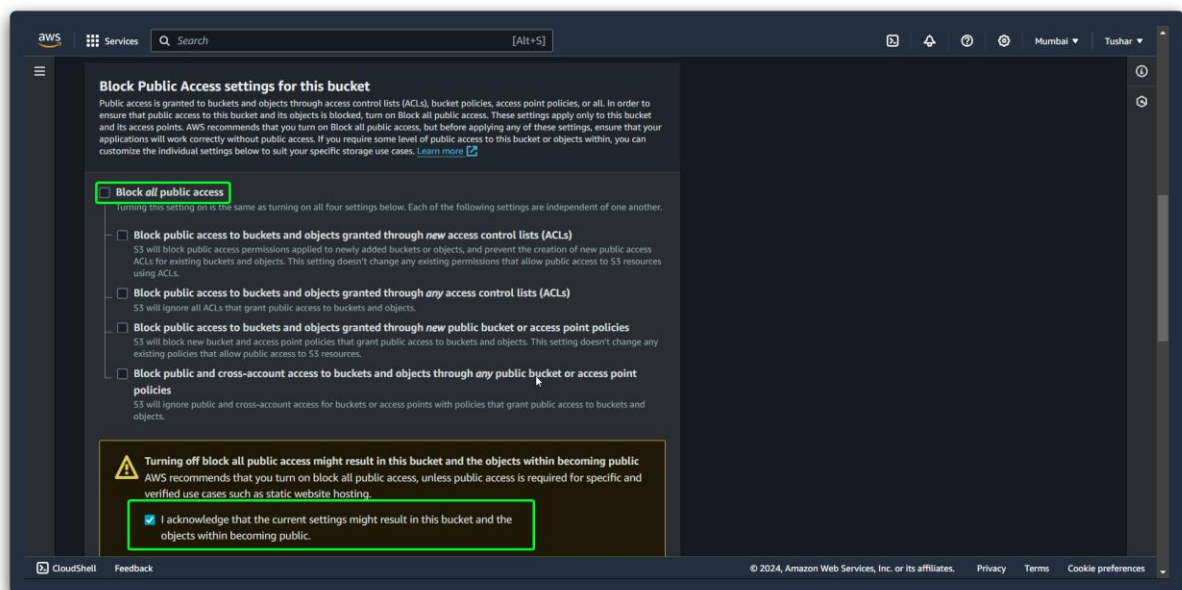 aws
Services
Search
[Alt+S]
Mumbai
Tushar
Block Public Access settings for this bucket
Public access is granted to buckets and objects through access control lists (ACLs), bucket policies, access point policies, or all. In order to
ensure that public access to this bucket and its objects is blocked, turn on Block all public access. These settings apply only to this bucket
and its access points. AWS recommends that you turn on Block all public access, but before applying any of these settings, ensure that your
applications will work correctly without public access. If you require some level of public access to this bucket or objects within, you can
customize the individual settings below to suit your specific storage use cases. Learn more
Block all public access
Turning this setting on is the same as turning on all four settings below. Each of the following settings are independent of one another.
Block public access to buckets and objects granted through new access control lists (ACLs)
S3 will block public access permissions applied to newly added buckets or objects, and prevent the creation of new public access
ACLs for existing buckets and objects. This setting doesn't change any existing permissions that allow public access to S3 resources
using ACLs.
Block public access to buckets and objects granted through any access control lists (ACLs)
S3 will ignore all ACLs that grant public access to buckets and objects.
Block public access to buckets and objects granted through new public bucket or access point policies
S3 will block new bucket and access point policies that grant public access to buckets and objects. This setting doesn't change any
existing policies that allow public access to S3 resources.
Block public and cross-account access to buckets and objects through any public bucket or access point
policies
S3 will ignore public and cross-account access for buckets or access points with policies that grant public access to buckets and
objects.
Turning off block all public access might result in this bucket and the objects within becoming public
AWS recommends that you turn on block all public access, unless public access is required for specific and
verified use cases such as static website hosting.
I acknowledge that the current settings might result in this bucket and the
objects within becoming public.
CloudShell
Feedback
© 2024, Amazon Web Services, Inc. or its affiliates.
Privacy
Terms
Cookie preferences